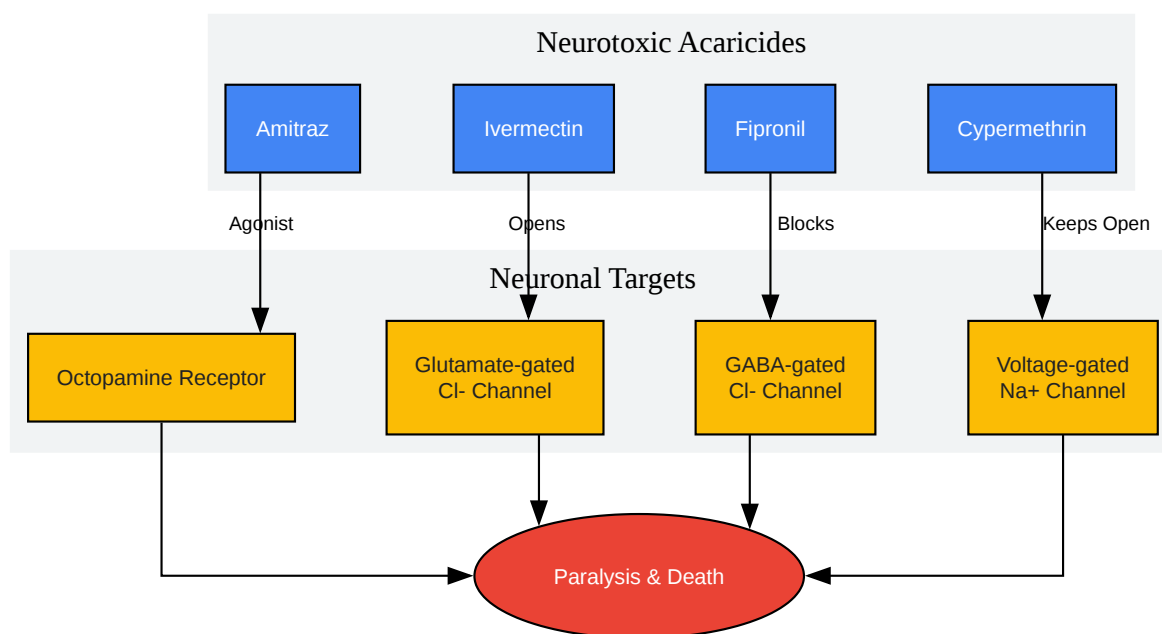 Neurotoxic Acaricides
Amitraz
Ivermectin
Fipronil
Cypermethrin
Agonist
Opens
Blocks
Keeps Open
Neuronal Targets
Octopamine Receptor
Glutamate-gated
Cl- Channel
GABA-gated
Cl- Channel
Voltage-gated
Na+ Channel
Paralysis & Death